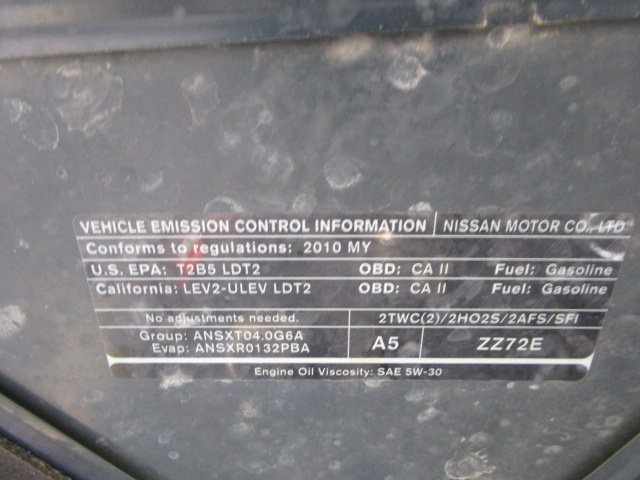 VEHICLE EMISSION CONTROL INFORMATION | NISSAN MOTOR CO., LTD
Conforms to regulations: 2010 MY
U.S. EPA: T2B5 LDT2 OBD: CA II Fuel: Gasoline
California: LEV2-ULEV LDT2 OBD: CA II Fuel: Gasoline
No adjustments needed. 2TWC(2)/2HO2S/2AFS/SFI
Group: ANSXT04.0G6A
Evap: ANSXR0132PBA
A5 ZZ72E
Engine Oil Viscosity: SAE 5W-30